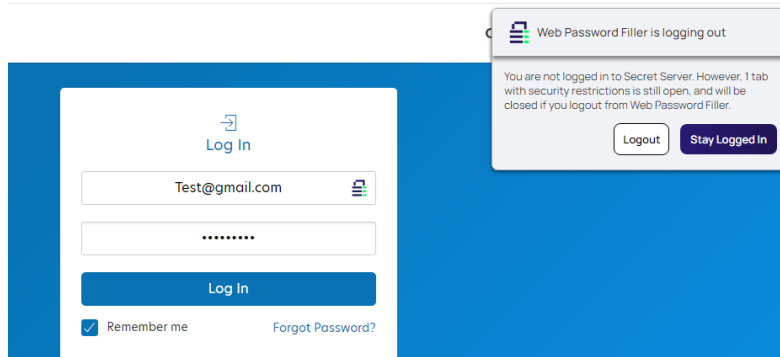 Web Password Filler is logging out
You are not logged in to Secret Server. However, 1 tab
with security restrictions is still open, and will be
closed if you logout from Web Password Filler.
Logout
Stay Logged In
Log In
Test@gmail.com
•••••••••
Log In
Remember me
Forgot Password?